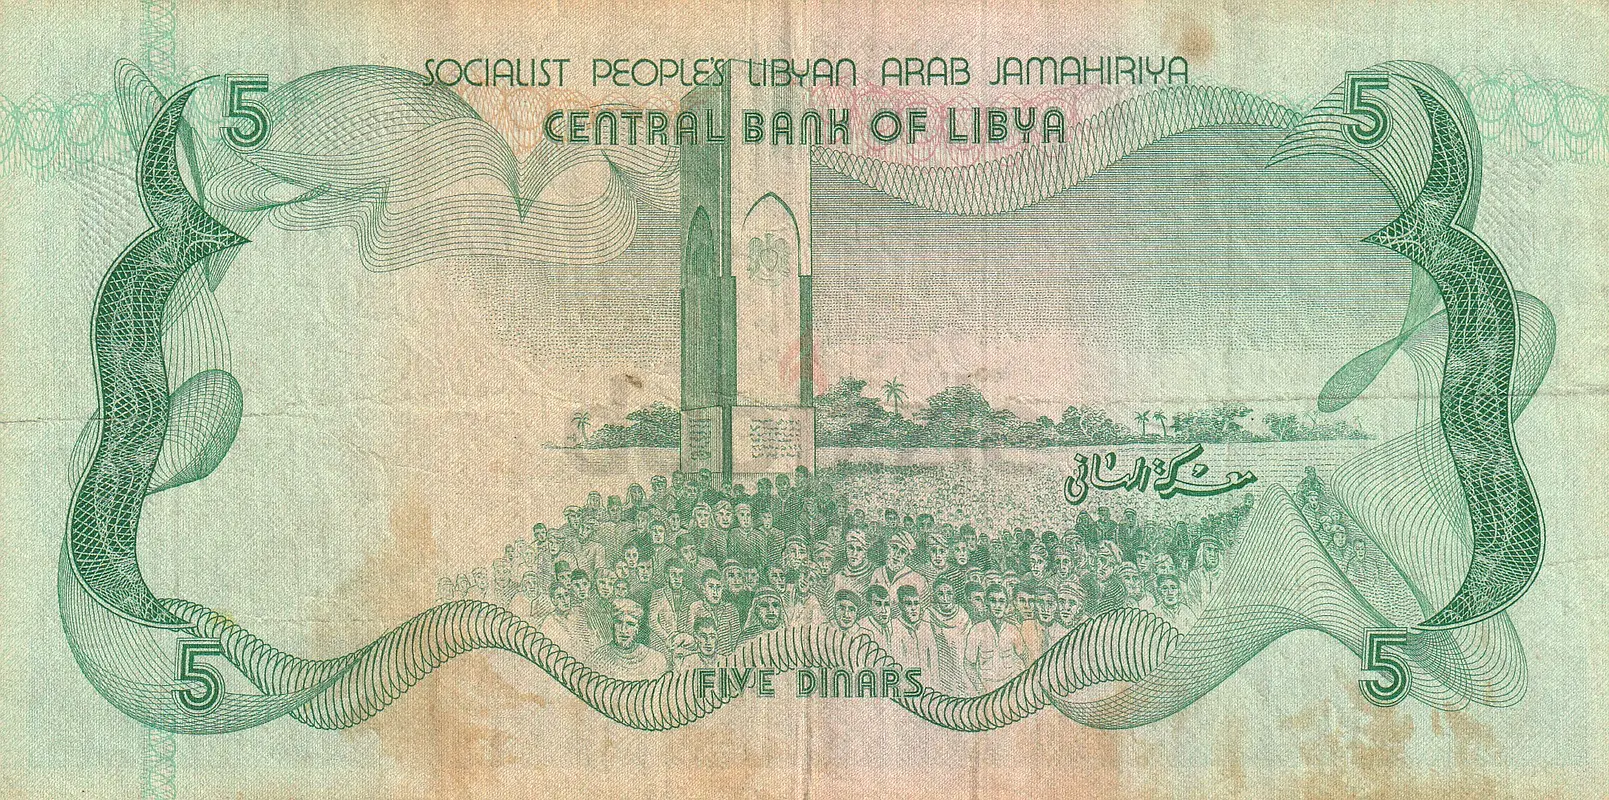 5 5
SOCIALIST PEOPLE'S LIBYAN ARAB JAMAHIRIYA
CENTRAL BANK OF LIBYA
معركة الهاني
5 5
FIVE DINARS